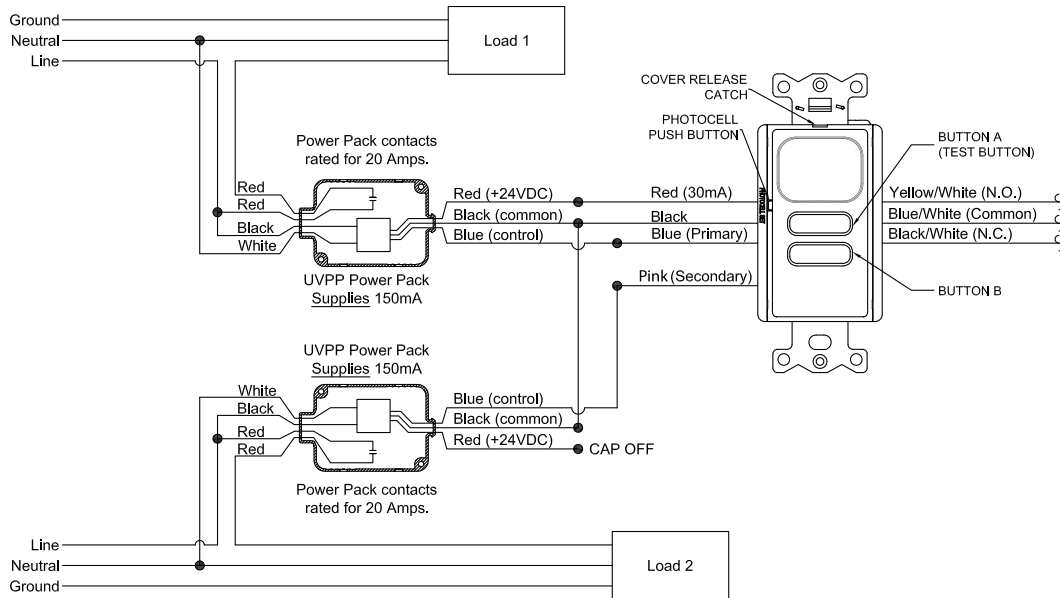 Ground
Neutral
Line
Load 1
COVER RELEASE
CATCH
PHOTOCELL
PUSH BUTTON
BUTTON A
(TEST BUTTON)
Power Pack contacts
rated for 20 Amps.
Red
Red
Black
White
Red (+24VDC)
Black (common)
Blue (control)
Red (30mA)
Black
Blue (Primary)
Pink (Secondary)
Yellow/White (N.O.)
Blue/White (Common)
Black/White (N.C.)
BUTTON B
UVPP Power Pack
Supplies 150mA
UVPP Power Pack
Supplies 150mA
White
Black
Red
Red
Blue (control)
Black (common)
Red (+24VDC)
CAP OFF
Power Pack contacts
rated for 20 Amps.
Line
Neutral
Ground
Load 2